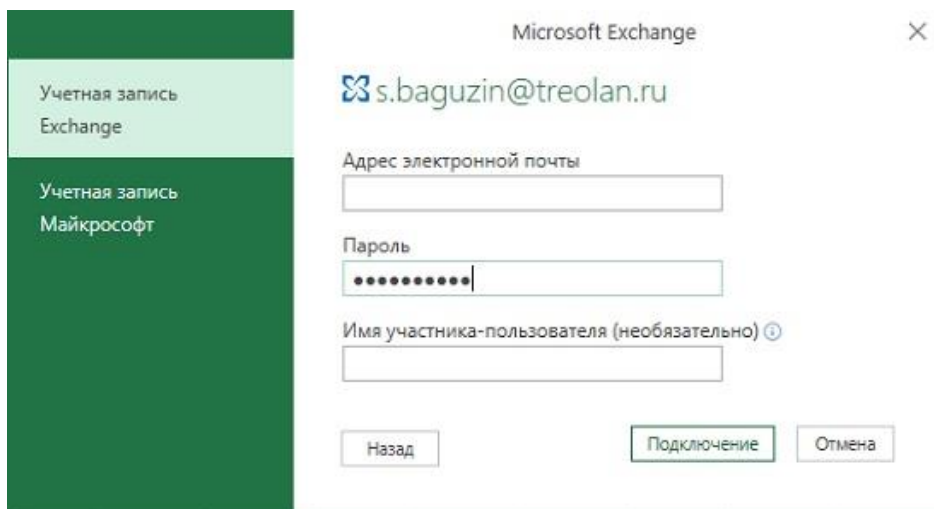 Microsoft Exchange
Учетная запись
Exchange
Учетная запись
Майкрософт
s.baguzin@treolan.ru
Адрес электронной почты
Пароль
••••••••••
Имя участника-пользователя (необязательно)
Назад
Подключение
Отмена